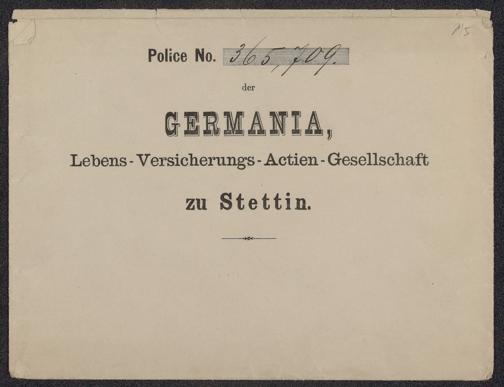 Police No. 365,709.
der
GERMANIA,
Lebens-Versicherungs-Actien-Gesellschaft
zu Stettin.